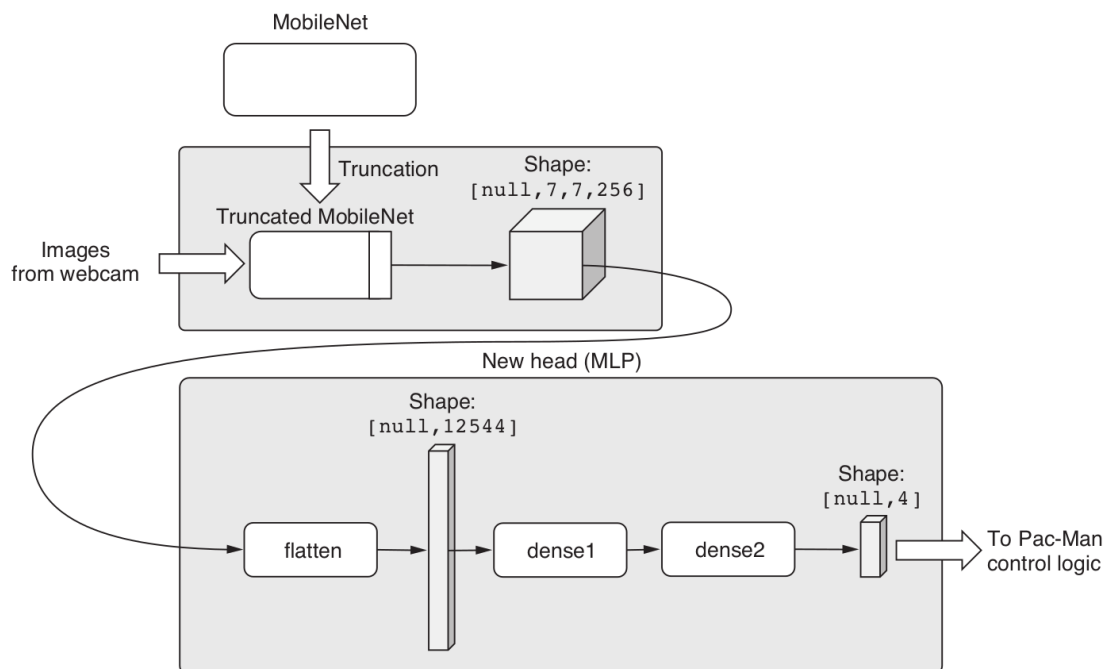 MobileNet
Truncation
Shape:
[null,7,7,256]
Truncated MobileNet
Images
from webcam
New head (MLP)
Shape:
[null,12544]
Shape:
[null,4]
flatten
dense1
dense2
To Pac-Man
control logic